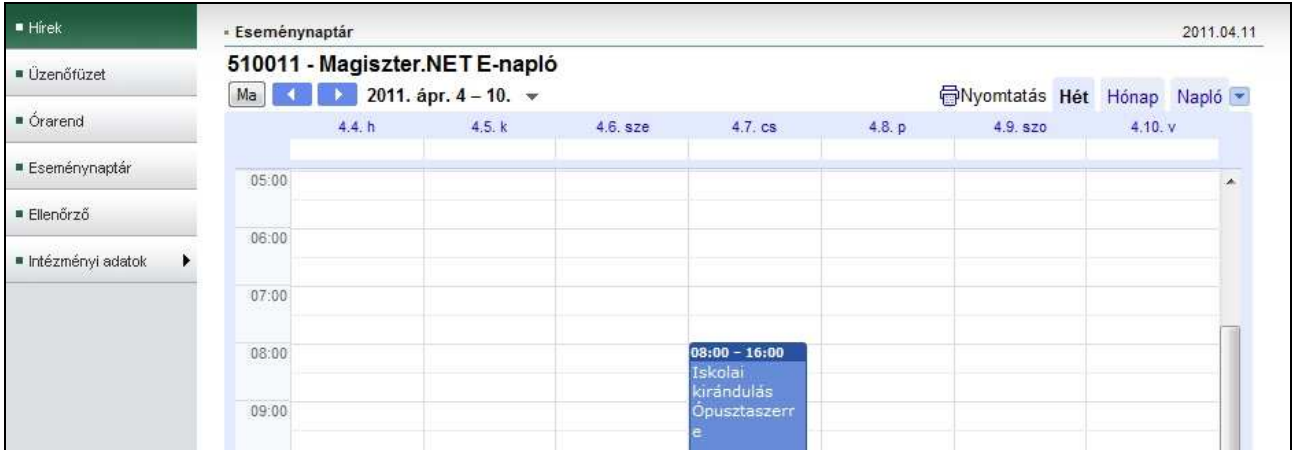 Hírek
Üzenőfüzet
Órarend
Eseménynaptár
Ellenőrző
Intézményi adatok
Eseménynaptár 2011.04.11
510011 - Magiszter.NET E-napló
Ma 2011. ápr. 4 – 10. Nyomtatás Hét Hónap Napló
4.4. h 4.5. k 4.6. sze 4.7. cs 4.8. p 4.9. szo 4.10. v
05:00
06:00
07:00
08:00
09:00
08:00 – 16:00
Iskolai
kirándulás
Ópusztaszerr
e